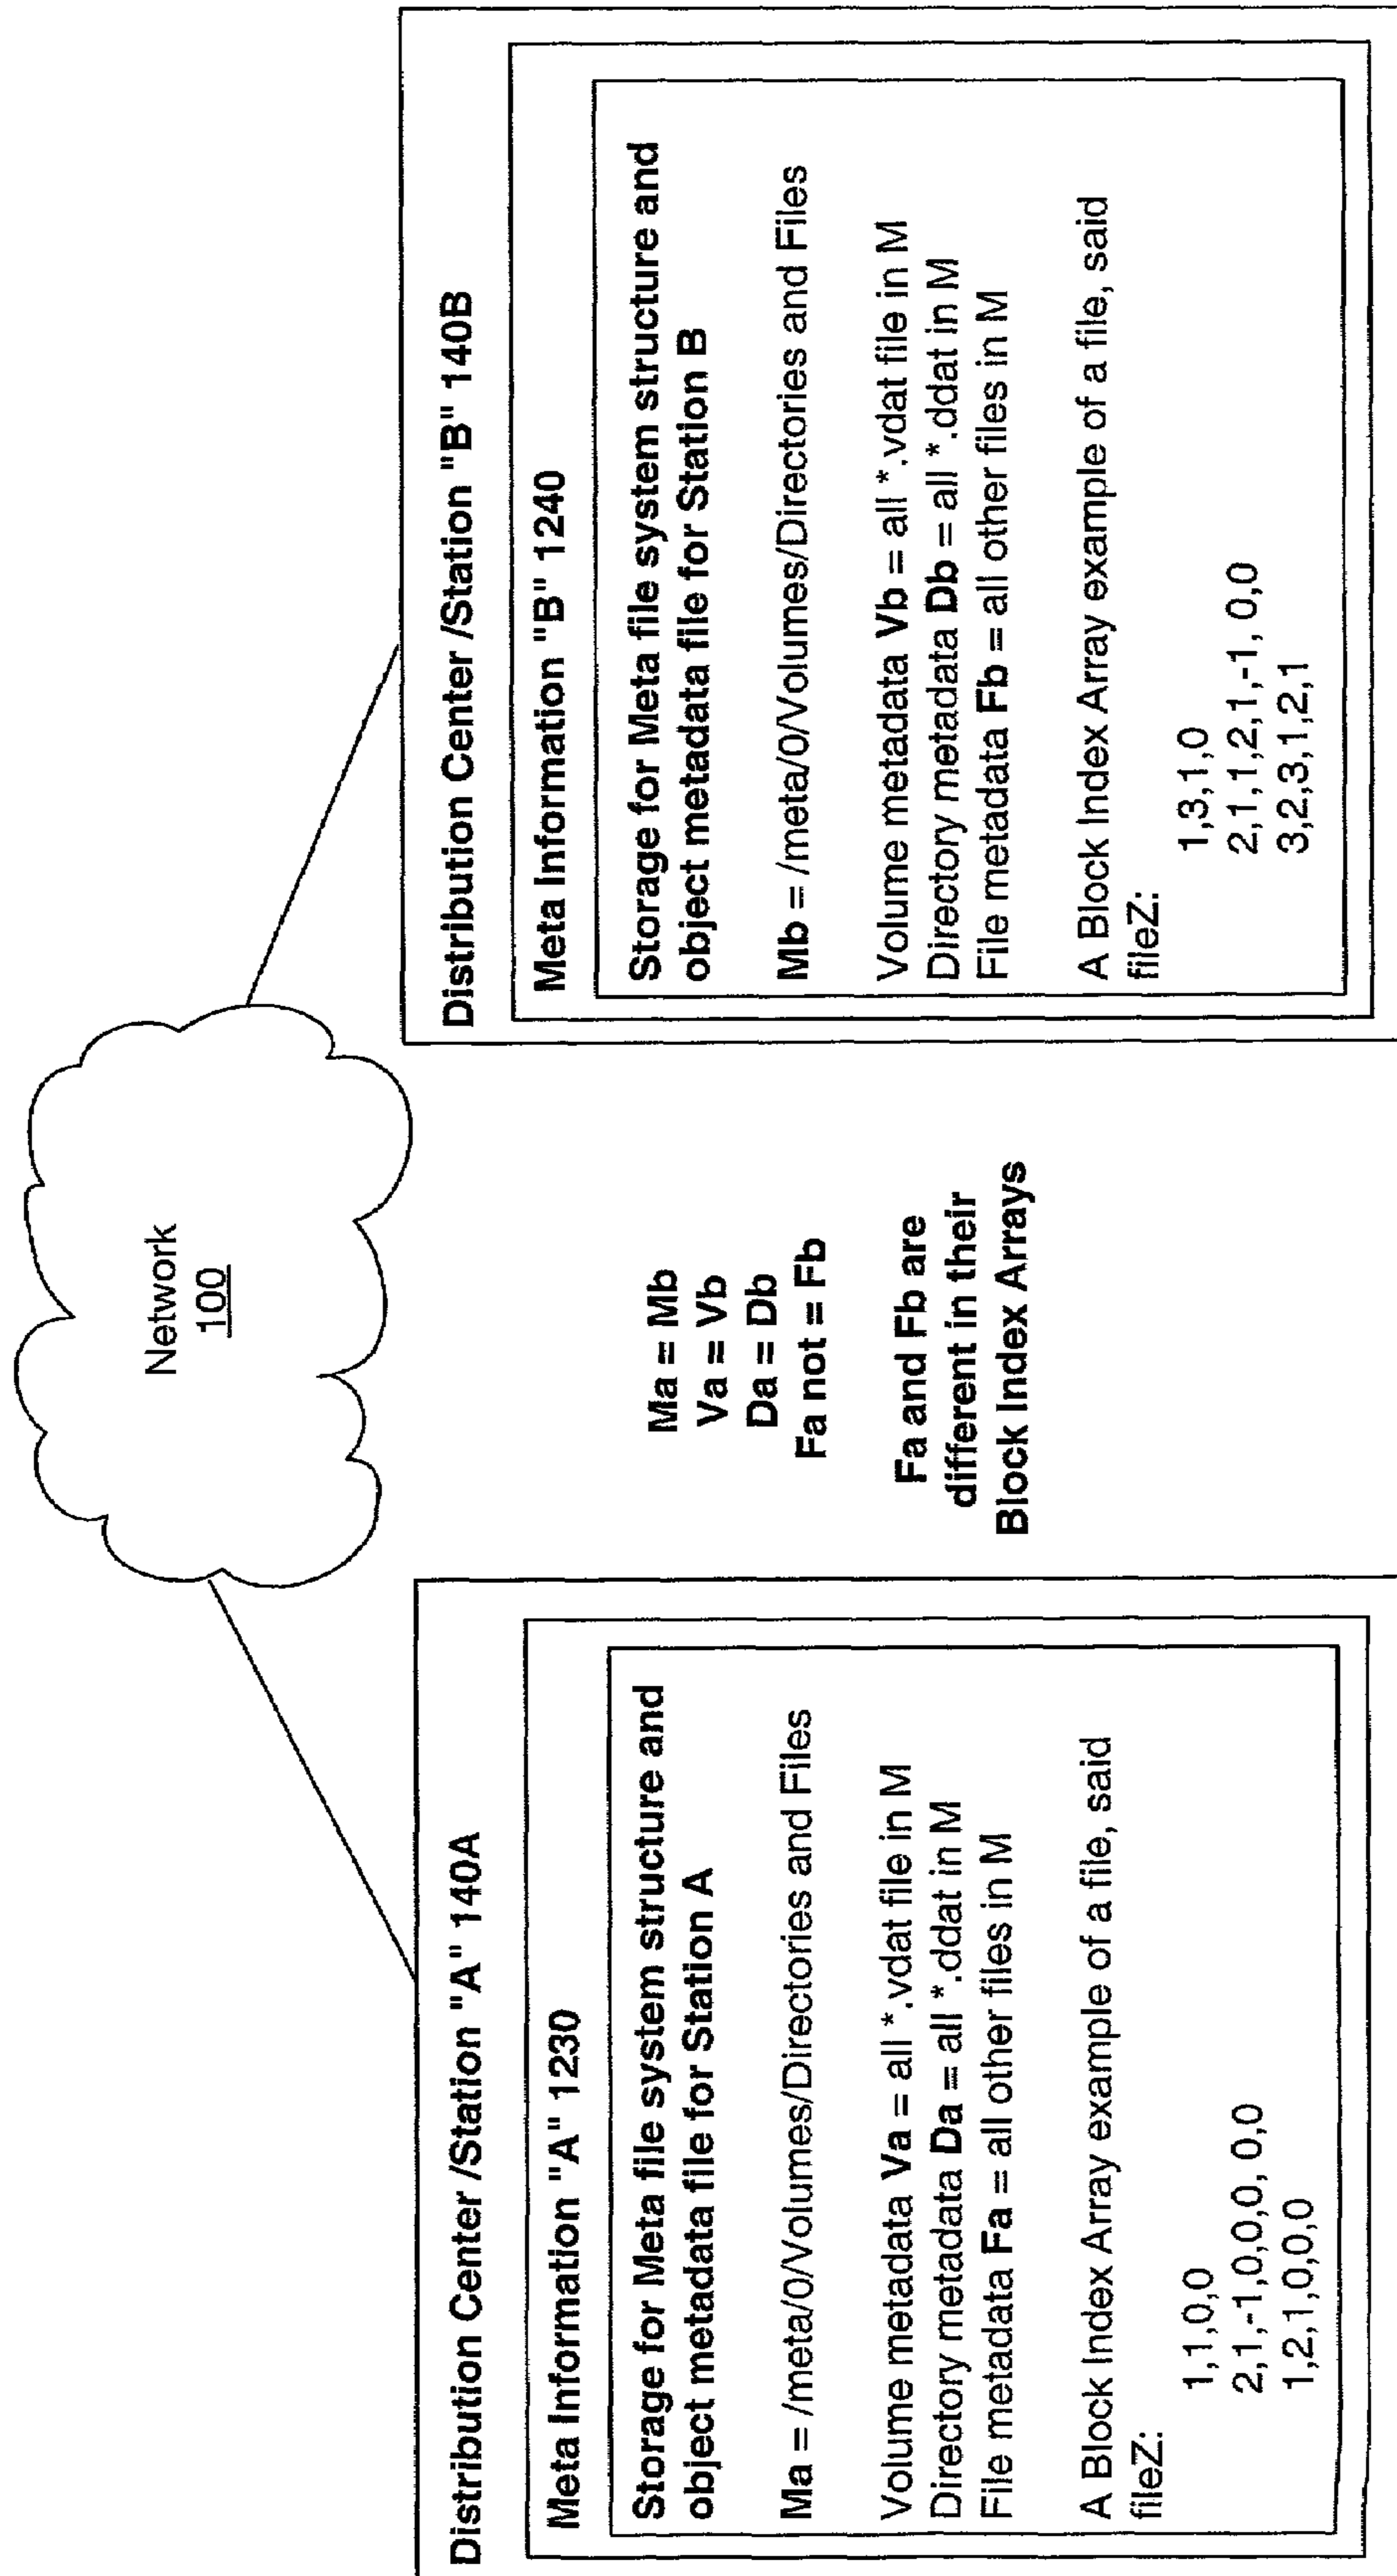 Network
100
Distribution Center /Station "A" 140A
Meta Information "A" 1230
Storage for Meta file system structure and
object metadata file for Station A
Ma = /meta/0/Volumes/Directories and Files
Volume metadata Va = all *.vdat file in M
Directory metadata Da = all *.ddat in M
File metadata Fa = all other files in M
A Block Index Array example of a file, said
fileZ:
1,1,0,0
2,1,-1,0,0,0, 0,0
1,2,1,0,0,0
Ma = Mb
Va = Vb
Da = Db
Fa not = Fb
Fa and Fb are
different in their
Block Index Arrays
Distribution Center /Station "B" 140B
Meta Information "B" 1240
Storage for Meta file system structure and
object metadata file for Station B
Mb = /meta/0/Volumes/Directories and Files
Volume metadata Vb = all *.vdat file in M
Directory metadata Db = all *.ddat in M
File metadata Fb = all other files in M
A Block Index Array example of a file, said
fileZ:
1,3,1,0
2,1,1,2,1,-1, 0,0
3,2,3,1,2,1